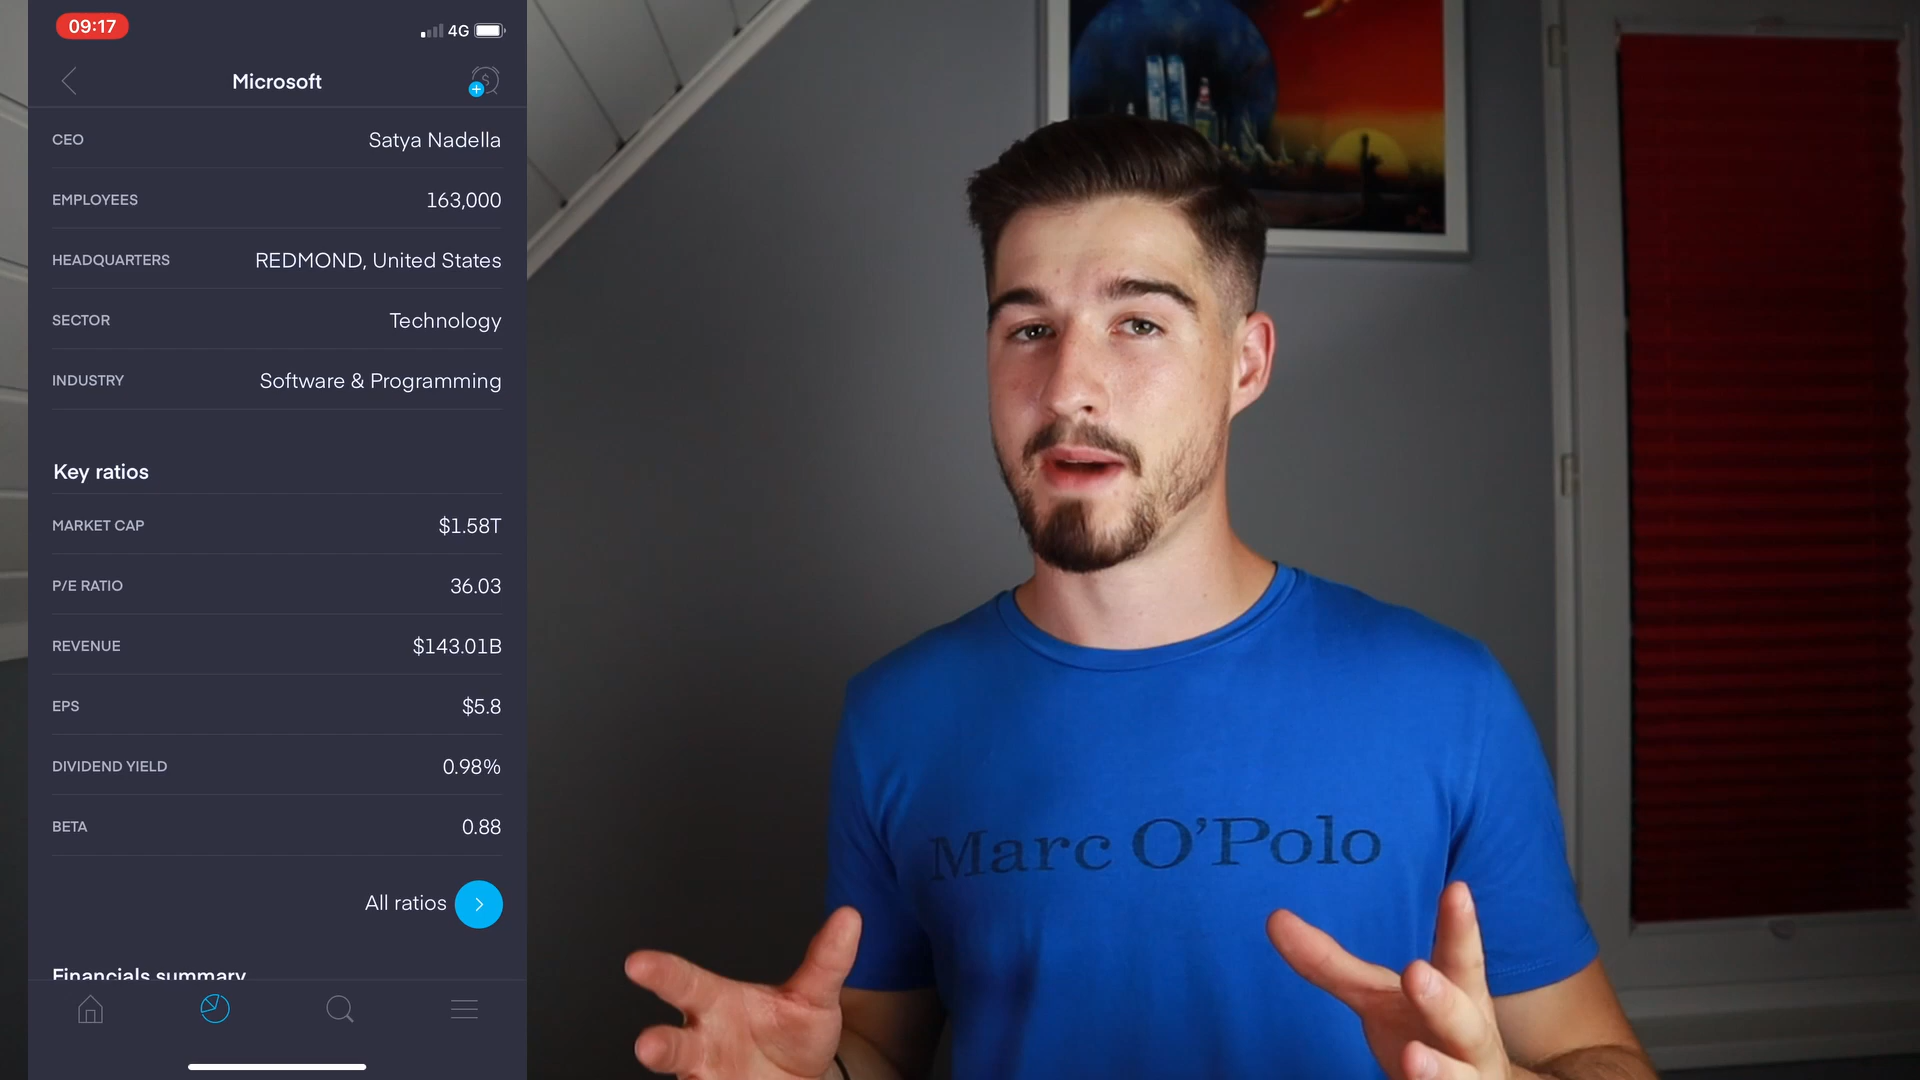 09:17
4G
Microsoft
CEO Satya Nadella
EMPLOYEES 163,000
HEADQUARTERS REDMOND, United States
SECTOR Technology
INDUSTRY Software & Programming
Key ratios
MARKET CAP $1.58T
P/E RATIO 36.03
REVENUE $143.01B
EPS $5.8
DIVIDEND YIELD 0.98%
BETA 0.88
All ratios
Financials summary
Marc O'Polo